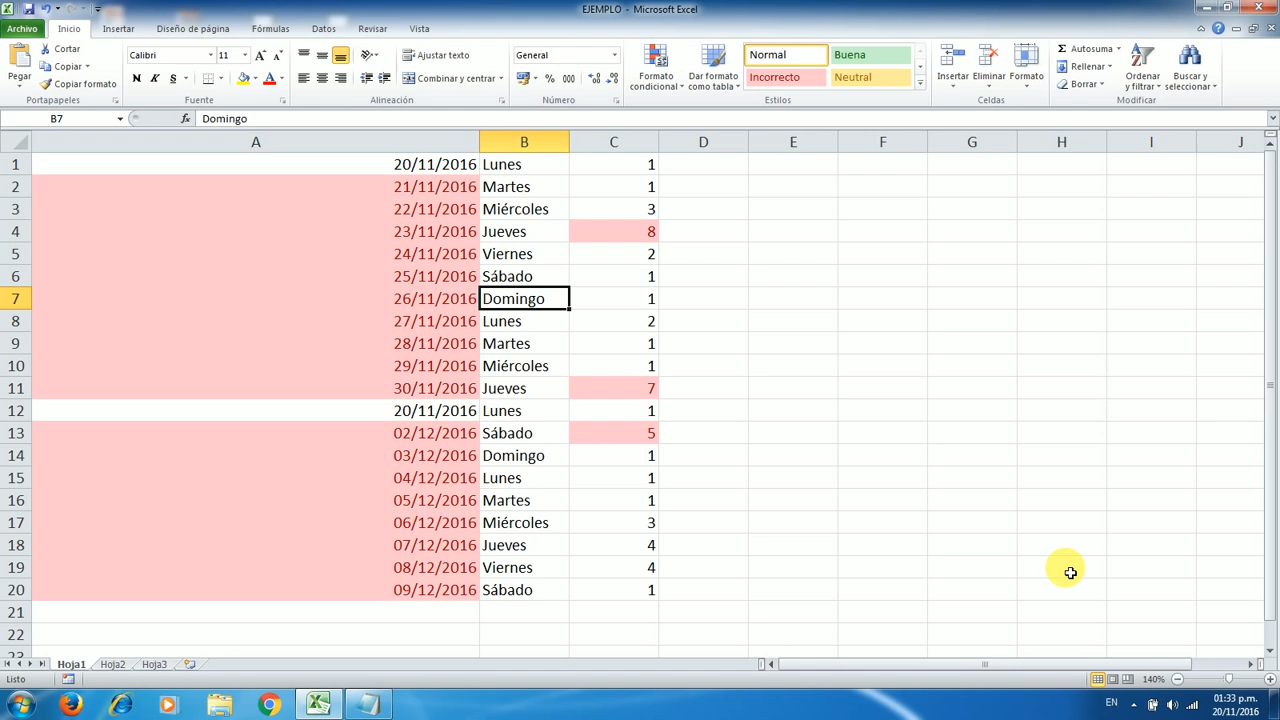 EJEMPLO - Microsoft Excel
Archivo Inicio Insertar Diseño de página Fórmulas Datos Revisar Vista
Pegar
Cortar
Copiar
Copiar formato
Portapapeles
Calibri 11
N K S
Fuente
Ajustar texto
Combinar y centrar
Alineación
General
% 000
Número
Formato condicional
Dar formato como tabla
Normal Buena
Incorrecto Neutral
Estilos
Insertar Eliminar Formato
Celdas
Autosuma
Rellenar
Borrar
Ordenar y filtrar
Buscar y seleccionar
Modificar
B7 fx Domingo
A B C D E F G H I J
1 20/11/2016 Lunes 1
2 21/11/2016 Martes 1
3 22/11/2016 Miércoles 3
4 23/11/2016 Jueves 8
5 24/11/2016 Viernes 2
6 25/11/2016 Sábado 1
7 26/11/2016 Domingo 1
8 27/11/2016 Lunes 2
9 28/11/2016 Martes 1
10 29/11/2016 Miércoles 1
11 30/11/2016 Jueves 7
12 20/11/2016 Lunes 1
13 02/12/2016 Sábado 5
14 03/12/2016 Domingo 1
15 04/12/2016 Lunes 1
16 05/12/2016 Martes 1
17 06/12/2016 Miércoles 3
18 07/12/2016 Jueves 4
19 08/12/2016 Viernes 4
20 09/12/2016 Sábado 1
21
22
23
Hoja1 Hoja2 Hoja3
Listo 140%
EN 01:33 p.m.
20/11/2016